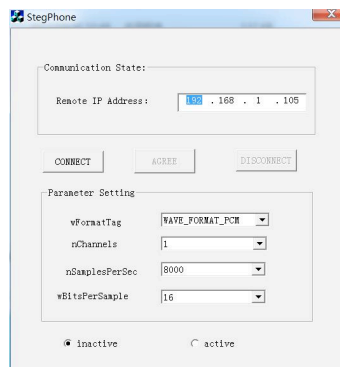 StegPhone
Communication State:
Remote IP Address: 192 . 168 . 1 . 105
CONNECT AGREE DISCONNECT
Parameter Setting
wFormatTag WAVE_FORMAT_PCM
nChannels 1
nSamplesPerSec 8000
wBitsPerSample 16
inactive active